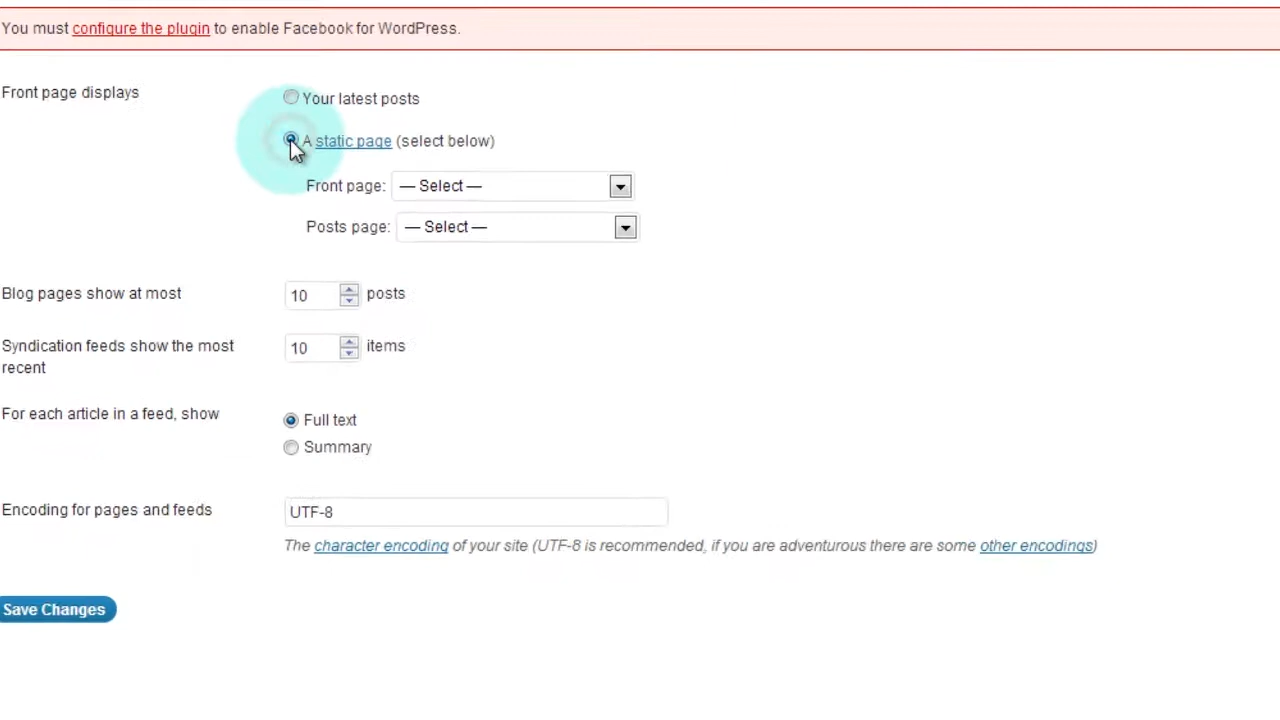 You must configure the plugin to enable Facebook for WordPress.
Front page displays
Your latest posts
A static page (select below)
Front page: — Select —
Posts page: — Select —
Blog pages show at most 10 posts
Syndication feeds show the most recent 10 items
For each article in a feed, show
Full text
Summary
Encoding for pages and feeds UTF-8
The character encoding of your site (UTF-8 is recommended, if you are adventurous there are some other encodings)
Save Changes